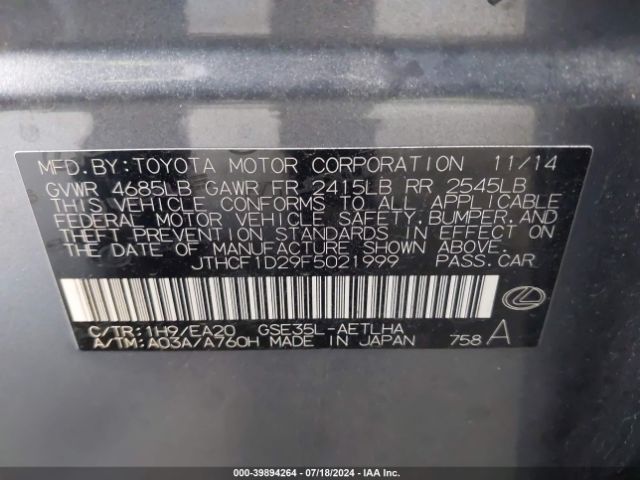 MFD. BY: TOYOTA MOTOR CORPORATION 11/14
GVWR 4685LB GAWR FR 2415LB RR 2545LB
THIS VEHICLE CONFORMS TO ALL APPLICABLE
FEDERAL MOTOR VEHICLE SAFETY, BUMPER, AND
THEFT PREVENTION STANDARDS IN EFFECT ON
THE DATE OF MANUFACTURE SHOWN ABOVE.
JTHCF1D29F5021999 PASS. CAR
C/TR: 1H9/EA20 GSE35L-AETLHA
A/TM: A03A/A760H MADE IN JAPAN 758 A
000-39894264 / 07/18/2024 / IAA Inc.